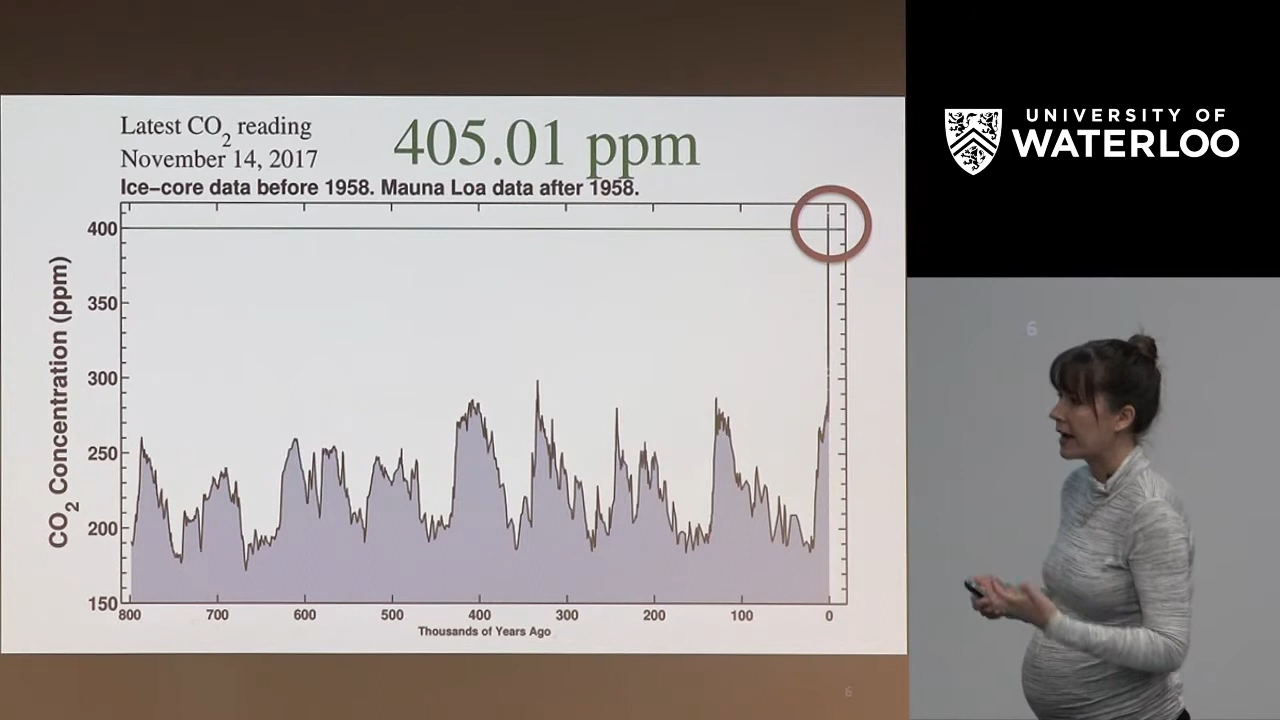 Latest CO2 reading
November 14, 2017
405.01 ppm
Ice-core data before 1958. Mauna Loa data after 1958.
CO2 Concentration (ppm)
400
350
300
250
200
150
800 700 600 500 400 300 200 100 0
Thousands of Years Ago
6
UNIVERSITY OF
WATERLOO
6